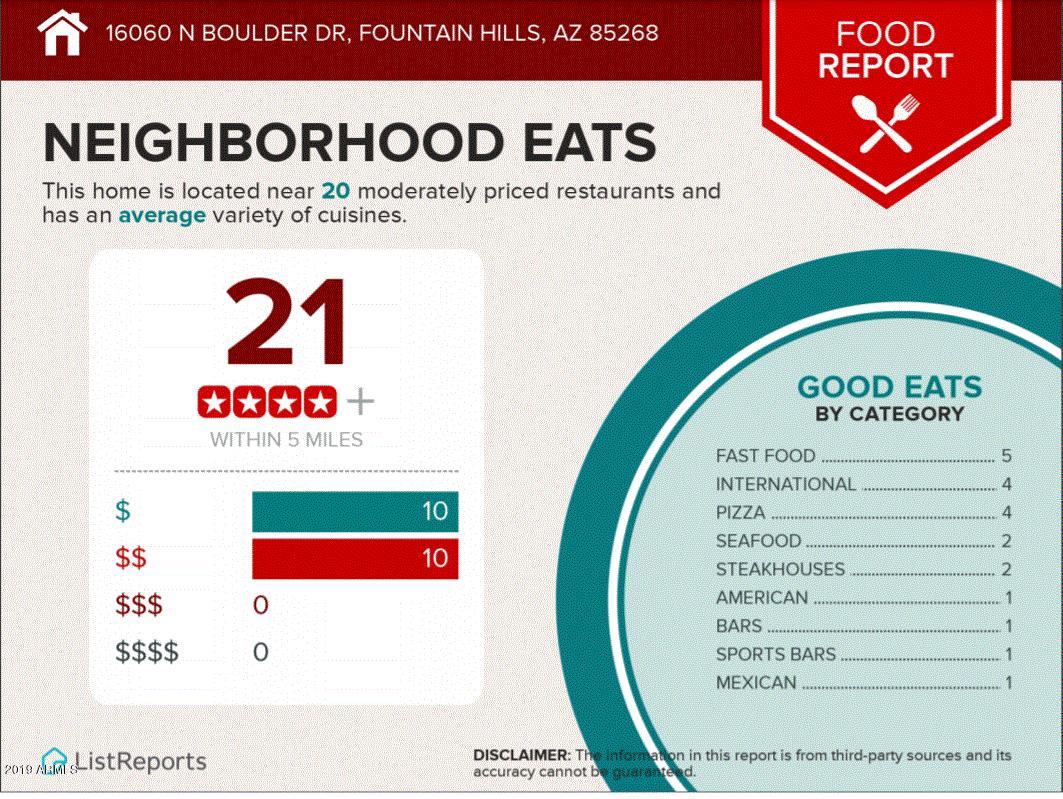 16060 N BOULDER DR, FOUNTAIN HILLS, AZ 85268
FOOD
REPORT
NEIGHBORHOOD EATS
This home is located near 20 moderately priced restaurants and
has an average variety of cuisines.
21
+
WITHIN 5 MILES
$ 10
$$ 10
$$$ 0
$$$$ 0
GOOD EATS
BY CATEGORY
FAST FOOD 5
INTERNATIONAL 4
PIZZA 4
SEAFOOD 2
STEAKHOUSES 2
AMERICAN 1
BARS 1
SPORTS BARS 1
MEXICAN 1
ListReports
2019 ARMLS
DISCLAIMER: The information in this report is from third-party sources and its
accuracy cannot be guaranteed.